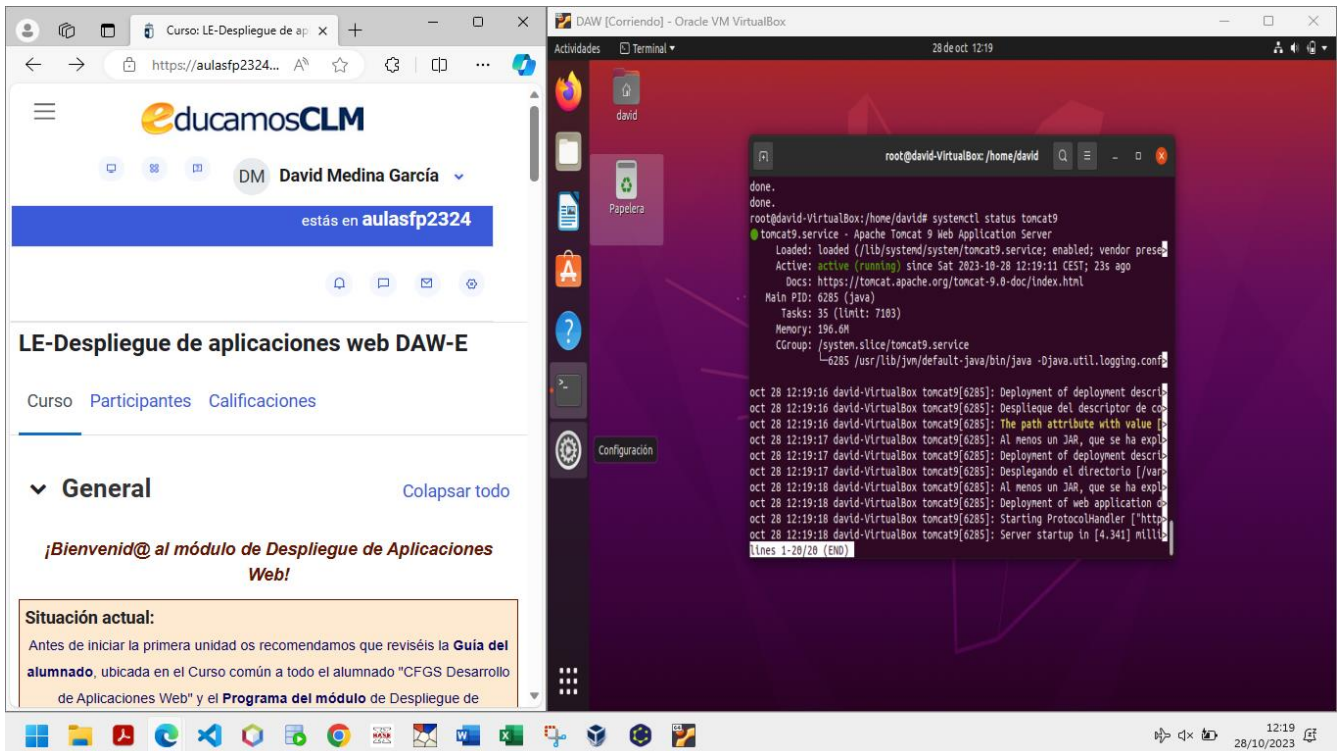 Curso: LE-Despliegue de ap
https://aulasfp2324...
educamosCLM
DM David Medina García
estás en aulasfp2324
LE-Despliegue de aplicaciones web DAW-E
Curso Participantes Calificaciones
General Colapsar todo
¡Bienvenid@ al módulo de Despliegue de Aplicaciones
Web!
Situación actual:
Antes de iniciar la primera unidad os recomendamos que reviséis la Guía del
alumnado, ubicada en el Curso común a todo el alumnado "CFGS Desarrollo
de Aplicaciones Web" y el Programa del módulo de Despliegue de
DAW [Corriendo] - Oracle VM VirtualBox
Actividades Terminal 28 de oct 12:19
david
Papelera
Configuración
root@david-VirtualBox: /home/david
done.
done.
root@david-VirtualBox:/home/david# systemctl status tomcat9
tomcat9.service - Apache Tomcat 9 Web Application Server
Loaded: loaded (/lib/systemd/system/tomcat9.service; enabled; vendor prese>
Active: active (running) since Sat 2023-10-28 12:19:11 CEST; 23s ago
Docs: https://tomcat.apache.org/tomcat-9.0-doc/index.html
Main PID: 6285 (java)
Tasks: 35 (limit: 7103)
Memory: 196.6M
CGroup: /system.slice/tomcat9.service
└─6285 /usr/lib/jvm/default-java/bin/java -Djava.util.logging.conf>
oct 28 12:19:16 david-VirtualBox tomcat9[6285]: Deployment of deployment descri>
oct 28 12:19:16 david-VirtualBox tomcat9[6285]: Despliegue del descriptor de co>
oct 28 12:19:16 david-VirtualBox tomcat9[6285]: The path attribute with value [>
oct 28 12:19:17 david-VirtualBox tomcat9[6285]: Al menos un JAR, que se ha expl>
oct 28 12:19:17 david-VirtualBox tomcat9[6285]: Deployment of deployment descri>
oct 28 12:19:17 david-VirtualBox tomcat9[6285]: Desplegando el directorio [/var>
oct 28 12:19:18 david-VirtualBox tomcat9[6285]: Al menos un JAR, que se ha expl>
oct 28 12:19:18 david-VirtualBox tomcat9[6285]: Deployment of web application d>
oct 28 12:19:18 david-VirtualBox tomcat9[6285]: Starting ProtocolHandler ["http>
oct 28 12:19:18 david-VirtualBox tomcat9[6285]: Server startup in [4.341] milli>
lines 1-20/20 (END)
12:19
28/10/2023